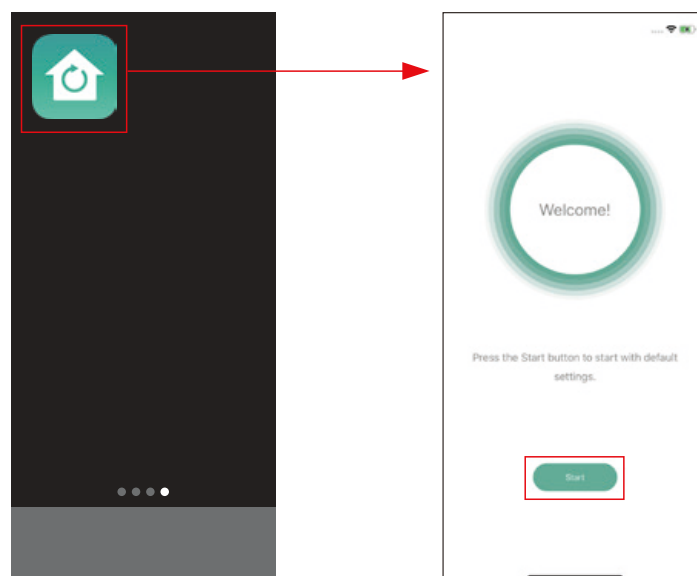 Welcome!
Press the Start button to start with default
settings.
Start